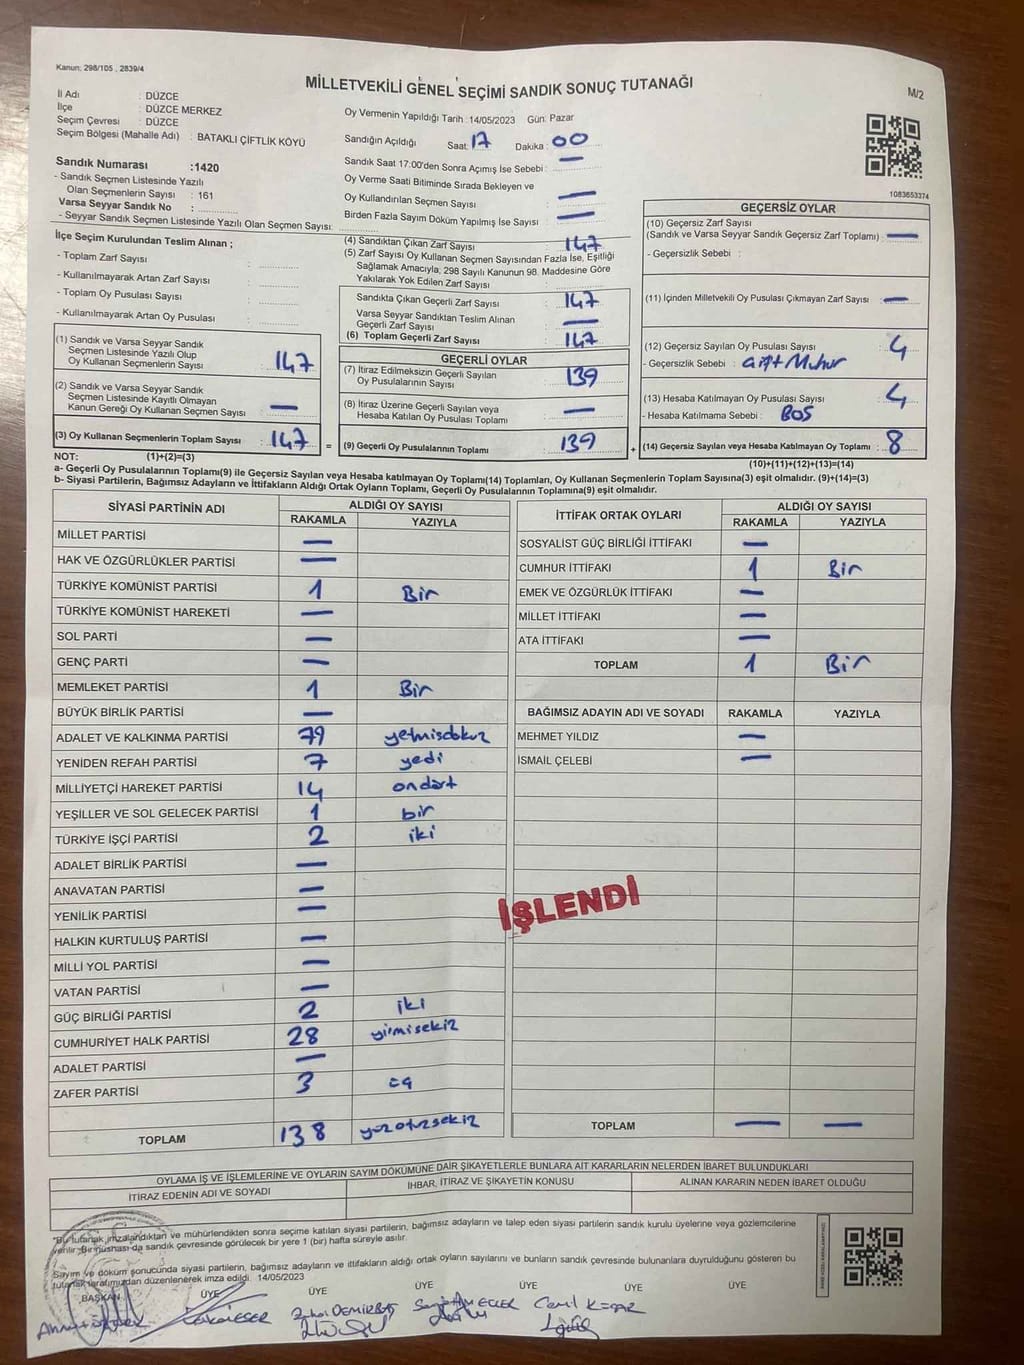 Kanun: 298/105 , 2839/4
MİLLETVEKİLİ GENEL SEÇİMİ SANDIK SONUÇ TUTANAĞI
M/2
İl Adı : DÜZCE
İlçe : DÜZCE MERKEZ
Seçim Çevresi : DÜZCE
Seçim Bölgesi (Mahalle Adı) : BATAKLI ÇİFTLİK KÖYÜ
Sandık Numarası :1420
- Sandık Seçmen Listesinde Yazılı
Olan Seçmenlerin Sayısı : 161
Varsa Seyyar Sandık No :
- Seyyar Sandık Seçmen Listesinde Yazılı Olan Seçmen Sayısı:
Oy Vermenin Yapıldığı Tarih :14/05/2023 Gün: Pazar
Sandığın Açıldığı Saat: 17 Dakika : 00
Sandık Saat 17:00'den Sonra Açımış İse Sebebi : —
Oy Verme Saati Bitiminde Sırada Bekleyen ve
Oy Kullandırılan Seçmen Sayısı —
Birden Fazla Sayım Döküm Yapılmış İse Sayısı : —
1083653374
İlçe Seçim Kurulundan Teslim Alınan ;
- Toplam Zarf Sayısı :
- Kullanılmayarak Artan Zarf Sayısı :
- Toplam Oy Pusulası Sayısı :
- Kullanılmayarak Artan Oy Pusulası :
(1) Sandık ve Varsa Seyyar Sandık
Seçmen Listesinde Yazılı Olup
Oy Kullanan Seçmenlerin Sayısı : 147
(2) Sandık ve Varsa Seyyar Sandık
Seçmen Listesinde Kayıtlı Olmayan
Kanun Gereği Oy Kullanan Seçmen Sayısı : —
(3) Oy Kullanan Seçmenlerin Toplam Sayısı : 147
(4) Sandıktan Çıkan Zarf Sayısı : 147
(5) Zarf Sayısı Oy Kullanan Seçmen Sayısından Fazla İse, Eşitliği
Sağlamak Amacıyla, 298 Sayılı Kanunun 98. Maddesine Göre
Yakılarak Yok Edilen Zarf Sayısı :
Sandıkta Çıkan Geçerli Zarf Sayısı : 147
Varsa Seyyar Sandıktan Teslim Alınan
Geçerli Zarf Sayısı : —
(6) Toplam Geçerli Zarf Sayısı : 147
GEÇERLİ OYLAR
(7) İtiraz Edilmeksizin Geçerli Sayılan
Oy Pusulalarının Sayısı : 139
(8) İtiraz Üzerine Geçerli Sayılan veya
Hesaba Katılan Oy Pusulası Toplamı : —
= (9) Geçerli Oy Pusulalarının Toplamı : 139
GEÇERSİZ OYLAR
(10) Geçersiz Zarf Sayısı
(Sandık ve Varsa Seyyar Sandık Geçersiz Zarf Toplamı) : —
- Geçersizlik Sebebi :
(11) İçinden Milletvekili Oy Pusulası Çıkmayan Zarf Sayısı : —
(12) Geçersiz Sayılan Oy Pusulası Sayısı : 4
- Geçersizlik Sebebi : Çift Mühür
(13) Hesaba Katılmayan Oy Pusulası Sayısı : 4
- Hesaba Katılmama Sebebi : BOŞ
+ (14) Geçersiz Sayılan veya Hesaba Katılmayan Oy Toplamı : 8
NOT: (1)+(2)=(3)
(10)+(11)+(12)+(13)=(14)
a- Geçerli Oy Pusulalarının Toplamı(9) ile Geçersiz Sayılan veya Hesaba katılmayan Oy Toplamı(14) Toplamları, Oy Kullanan Seçmenlerin Toplam Sayısına(3) eşit olmalıdır. (9)+(14)=(3)
b- Siyasi Partilerin, Bağımsız Adayların ve İttifakların Aldığı Ortak Oyların Toplamı, Geçerli Oy Pusulalarının Toplamına(9) eşit olmalıdır.
SİYASİ PARTİNİN ADI ALDIĞI OY SAYISI
RAKAMLA YAZIYLA
MİLLET PARTİSİ —
HAK VE ÖZGÜRLÜKLER PARTİSİ —
TÜRKİYE KOMÜNİST PARTİSİ 1 Bir
TÜRKİYE KOMÜNİST HAREKETİ —
SOL PARTİ —
GENÇ PARTİ —
MEMLEKET PARTİSİ 1 Bir
BÜYÜK BİRLİK PARTİSİ —
ADALET VE KALKINMA PARTİSİ 79 yetmisdokuz
YENİDEN REFAH PARTİSİ 7 yedi
MİLLİYETÇİ HAREKET PARTİSİ 14 ondört
YEŞİLLER VE SOL GELECEK PARTİSİ 1 bir
TÜRKİYE İŞÇİ PARTİSİ 2 iki
ADALET BİRLİK PARTİSİ —
ANAVATAN PARTİSİ —
YENİLİK PARTİSİ —
HALKIN KURTULUŞ PARTİSİ —
MİLLİ YOL PARTİSİ —
VATAN PARTİSİ —
GÜÇ BİRLİĞİ PARTİSİ 2 iki
CUMHURİYET HALK PARTİSİ 28 yirmisekiz
ADALET PARTİSİ —
ZAFER PARTİSİ 3 üç
TOPLAM 138 yüzotuzsekiz
İTTİFAK ORTAK OYLARI ALDIĞI OY SAYISI
RAKAMLA YAZIYLA
SOSYALİST GÜÇ BİRLİĞİ İTTİFAKI —
CUMHUR İTTİFAKI 1 Bir
EMEK VE ÖZGÜRLÜK İTTİFAKI —
MİLLET İTTİFAKI —
ATA İTTİFAKI —
TOPLAM 1 Bir
BAĞIMSIZ ADAYIN ADI VE SOYADI RAKAMLA YAZIYLA
MEHMET YILDIZ —
İSMAİL ÇELEBİ —
İŞLENDİ
TOPLAM — —
OYLAMA İŞ VE İŞLEMLERİNE VE OYLARIN SAYIM DÖKÜMÜNE DAİR ŞİKAYETLERLE BUNLARA AİT KARARLARIN NELERDEN İBARET BULUNDUKLARI
İTİRAZ EDENİN ADI VE SOYADI İHBAR, İTİRAZ VE ŞİKAYETİN KONUSU ALINAN KARARIN NEDEN İBARET OLDUĞU
Bu tutanak imzalandıktan ve mühürlendikten sonra seçime katılan siyasi partilerin, bağımsız adayların ve talep eden siyasi partilerin sandık kurulu üyelerine veya gözlemcilerine
verilir. Bir nüshası da sandık çevresinde görülecek bir yere 1 (bir) hafta süreyle asılır.
Sayım ve döküm sonucunda siyasi partilerin, bağımsız adayların ve ittifakların aldığı ortak oyların sayılarını ve bunların sandık çevresinde bulunanlara duyrulduğunu gösteren bu
tutanak tarafımızdan düzenlenerek imza edildi. 14/05/2023
BAŞKAN ÜYE ÜYE ÜYE ÜYE ÜYE ÜYE
DEMİRBAŞ